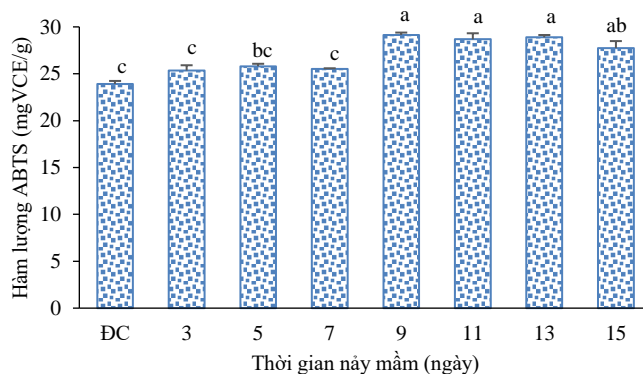 Hàm lượng ABTS (mgVCE/g)
30
25
20
15
10
5
0
c
c
bc
c
a
a
a
ab
ĐC 3 5 7 9 11 13 15
Thời gian nảy mầm (ngày)